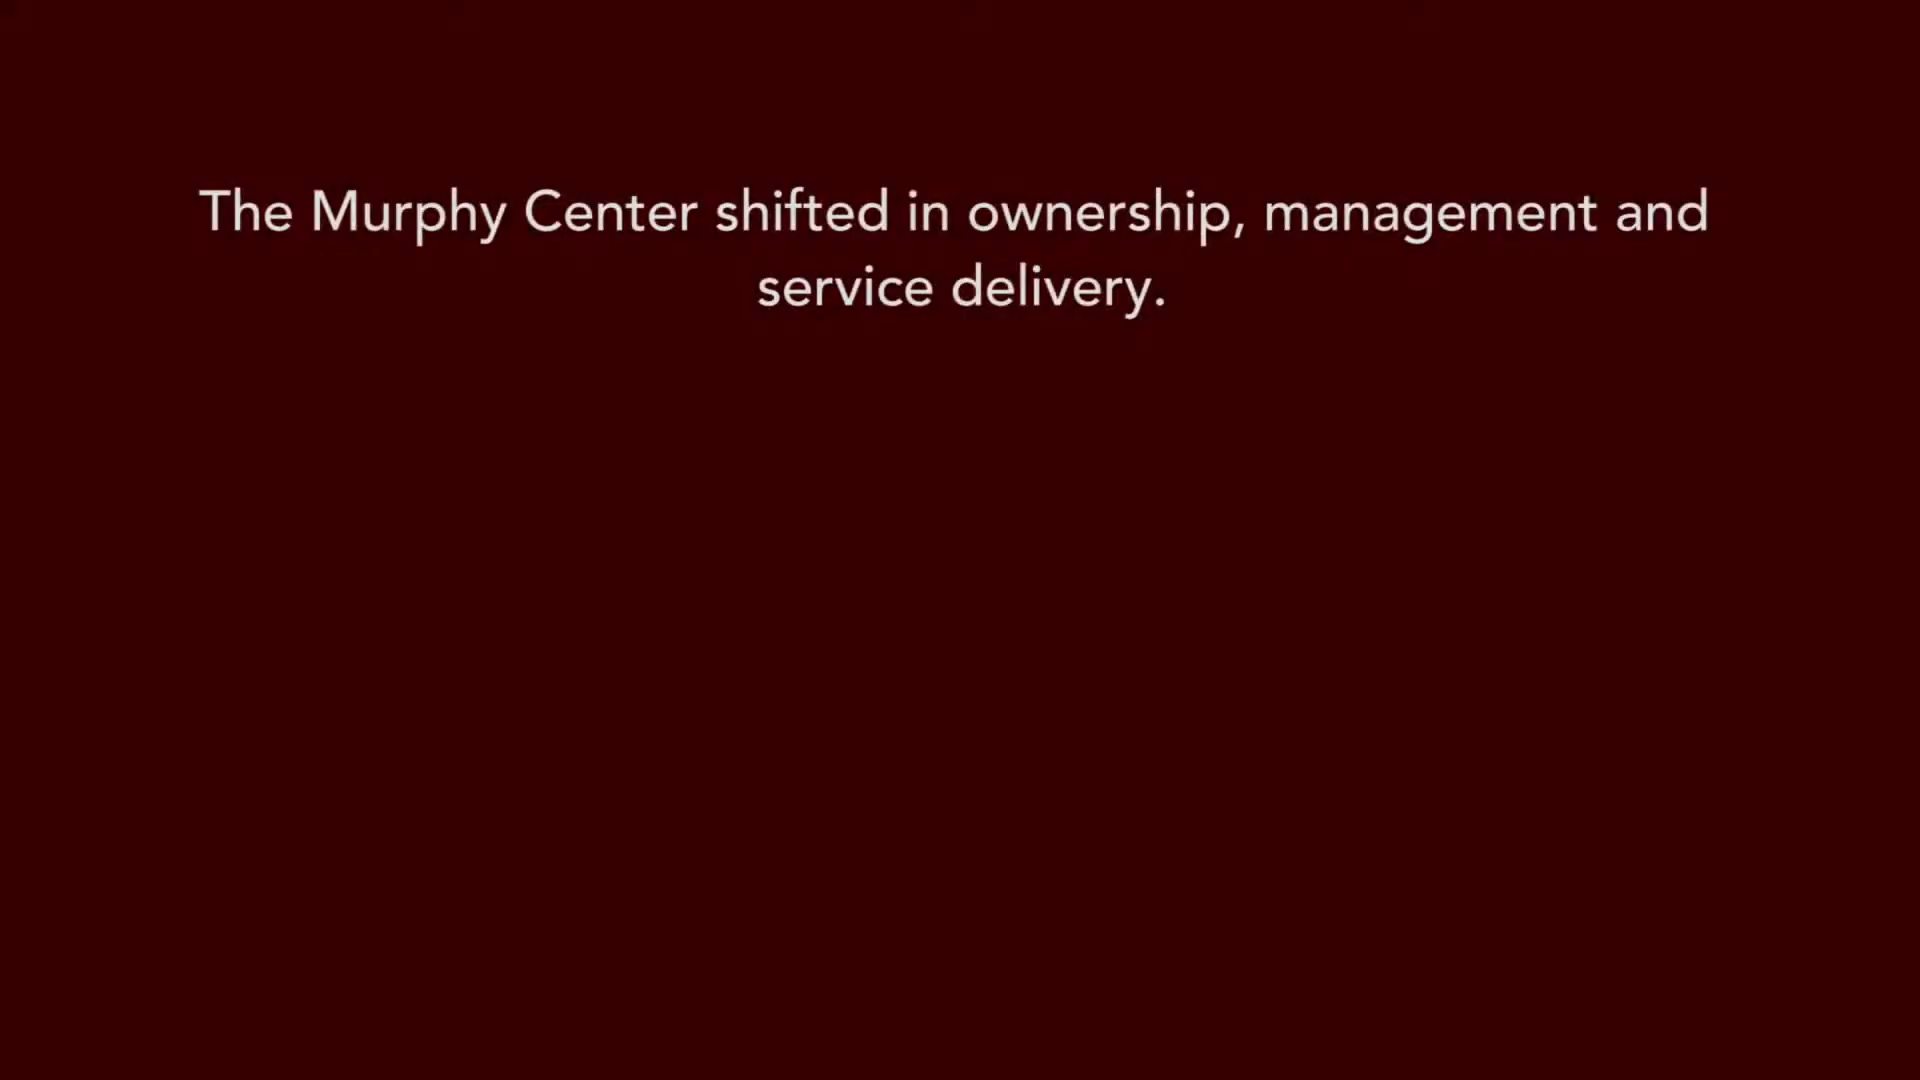 The Murphy Center shifted in ownership, management and
service delivery.